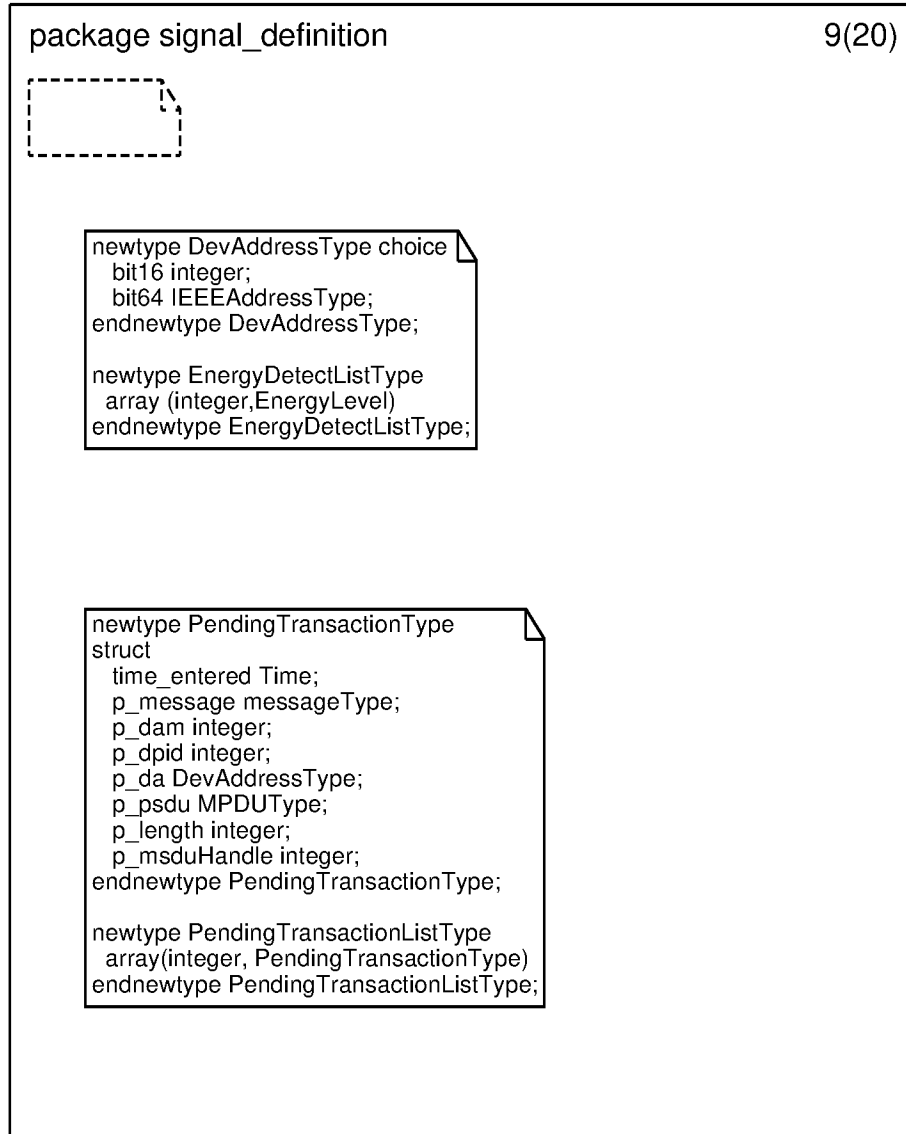 package signal_definition 9(20)
newtype DevAddressType choice
bit16 integer;
bit64 IEEEAddressType;
endnewtype DevAddressType;
newtype EnergyDetectListType
array (integer,EnergyLevel)
endnewtype EnergyDetectListType;
newtype PendingTransactionType
struct
time_entered Time;
p_message messageType;
p_dam integer;
p_dpid integer;
p_da DevAddressType;
p_psdu MPDUType;
p_length integer;
p_msduHandle integer;
endnewtype PendingTransactionType;
newtype PendingTransactionListType
array(integer, PendingTransactionType)
endnewtype PendingTransactionListType;